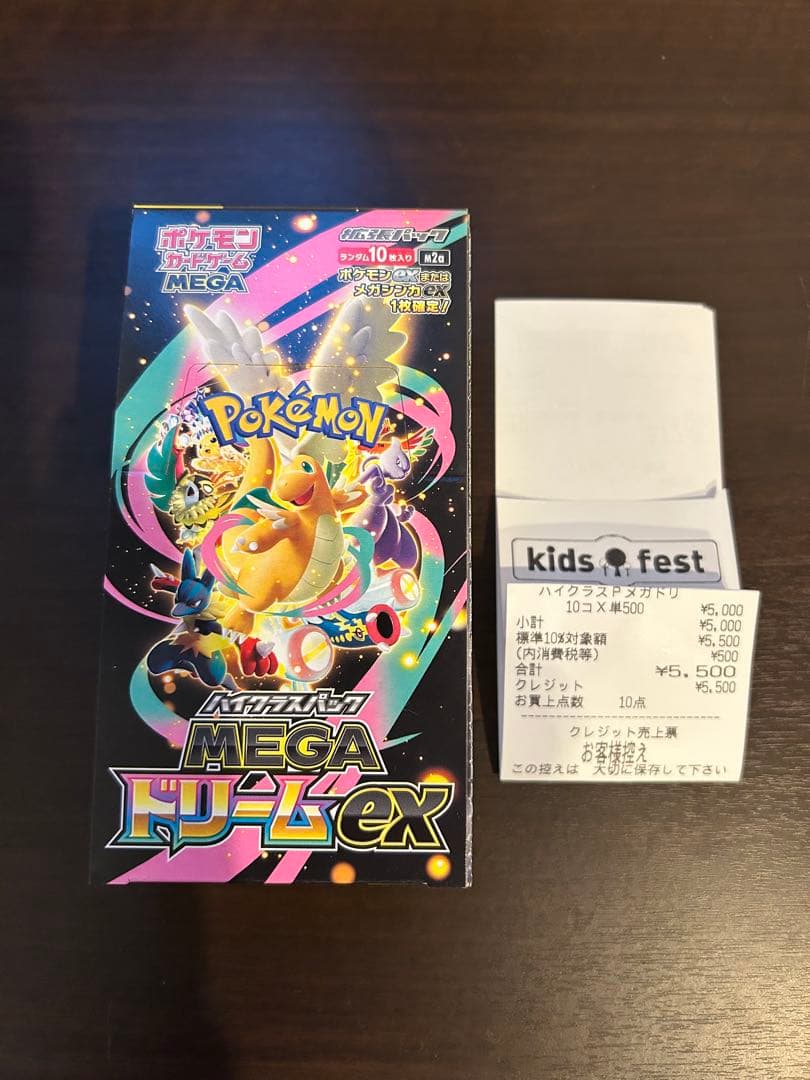 ポケモン
カードゲーム
MEGA
拡張パック
ランダム10枚入り M2a
ポケモンexまたは
メガシンカex
1枚確定!
POKéMON
ハイクラスパック
MEGA
ドリームex
kids fest
ハイクラスPメガドリ
10コX単500 ¥5,000
小計 ¥5,000
標準10%対象額 ¥5,500
(内消費税等) ¥500
合計 ¥5,500
クレジット ¥5,500
お買上点数 10点
クレジット売上票
お客様控え
この控えは 大切に保存して下さい